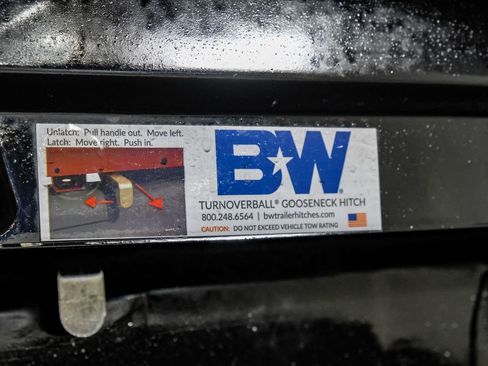 Unlatch: Pull handle out. Move left.
Latch: Move right. Push in.
BW®
TURNOVERBALL® GOOSENECK HITCH
800.248.6564 | bwtrailerhitches.com
CAUTION: DO NOT EXCEED VEHICLE TOW RATING